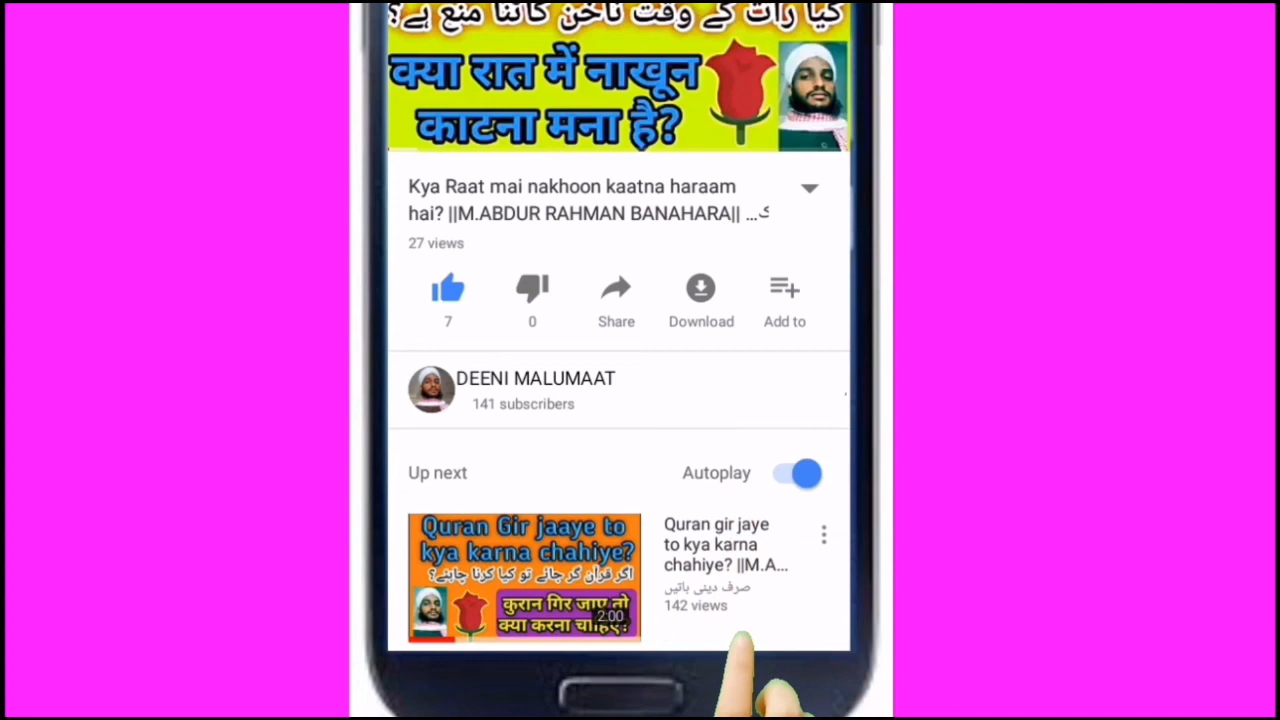 کیا رات کے وقت ناخن کاٹنا منع ہے؟
क्या रात में नाखून
काटना मना है?
Kya Raat mai nakhoon kaatna haraam
hai? ||M.ABDUR RAHMAN BANAHARA|| ...ک
27 views
7
0
Share
Download
Add to
DEENI MALUMAAT
141 subscribers
Up next
Autoplay
Quran Gir jaaye to
kya karna chahiye?
اگر قرآن گر جائے تو کیا کرنا چاہئے؟
कुरान गिर जाए तो
क्या करना चाहिए?
2:00
Quran gir jaye
to kya karna
chahiye? ||M.A...
صرف دینی باتیں
142 views